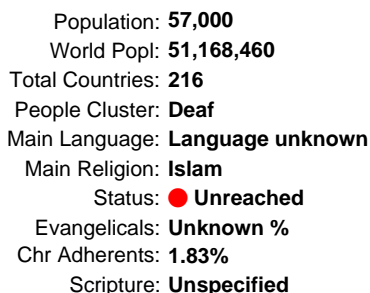 Population: 57,000
World Popl: 51,168,460
Total Countries: 216
People Cluster: Deaf
Main Language: Language unknown
Main Religion: Islam
Status: Unreached
Evangelicals: Unknown %
Chr Adherents: 1.83%
Scripture: Unspecified